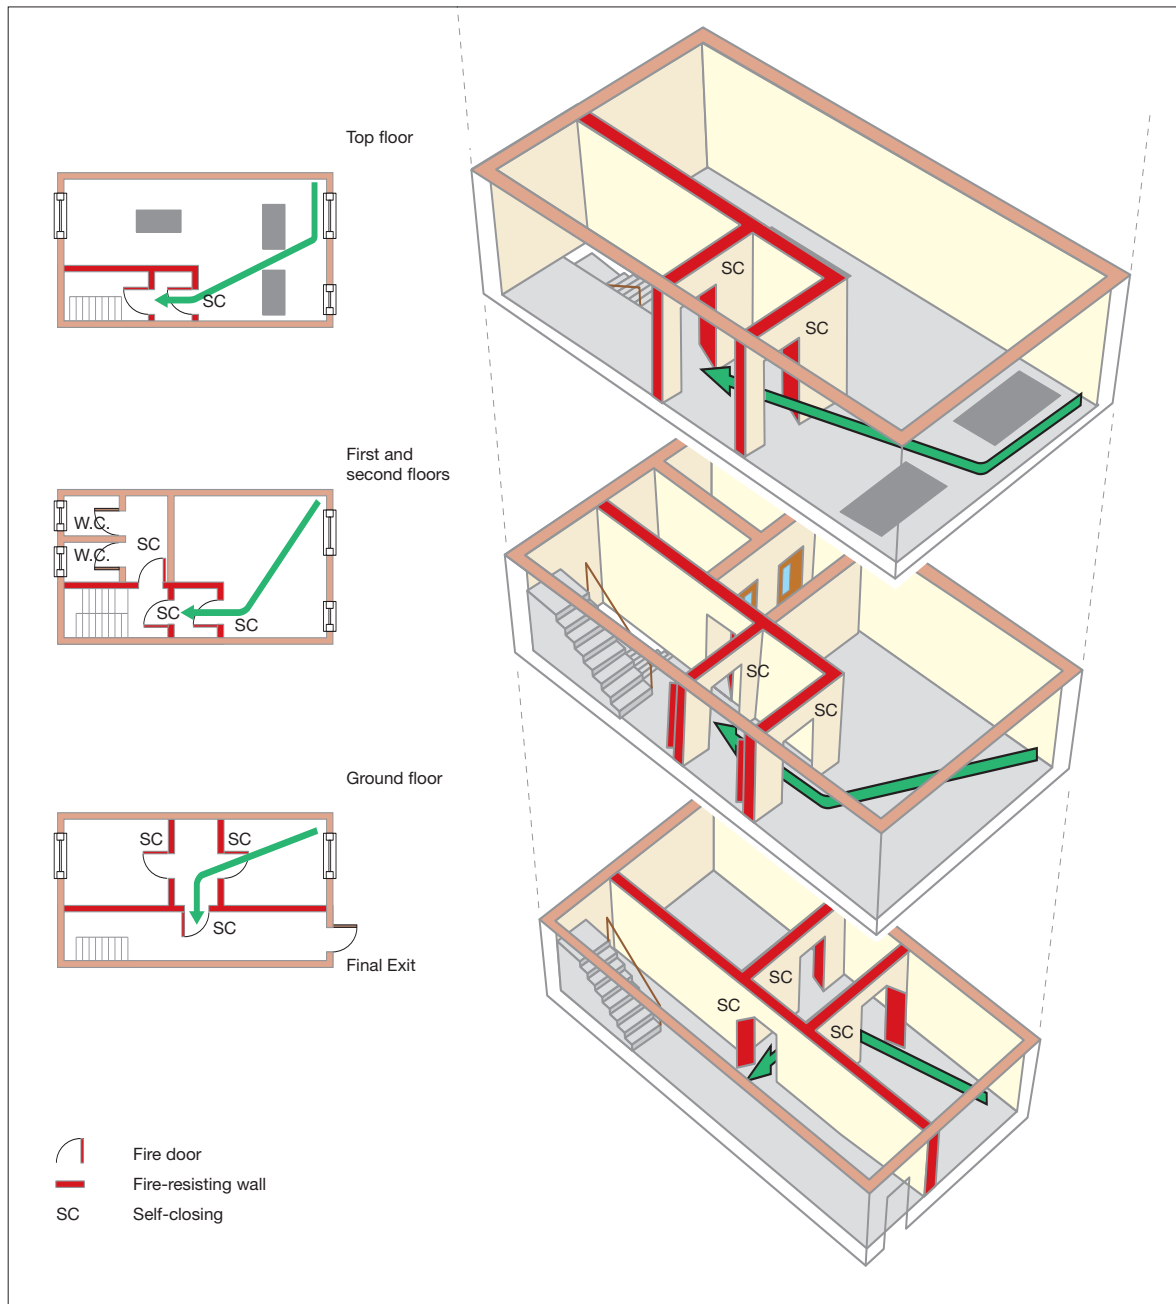 Top floor
SC
SC
SC
First and
second floors
W.C.
W.C.
SC
SC
SC
SC
SC
Ground floor
SC
SC
SC
Final Exit
SC
SC
SC
Fire door
Fire-resisting wall
SC
Self-closing